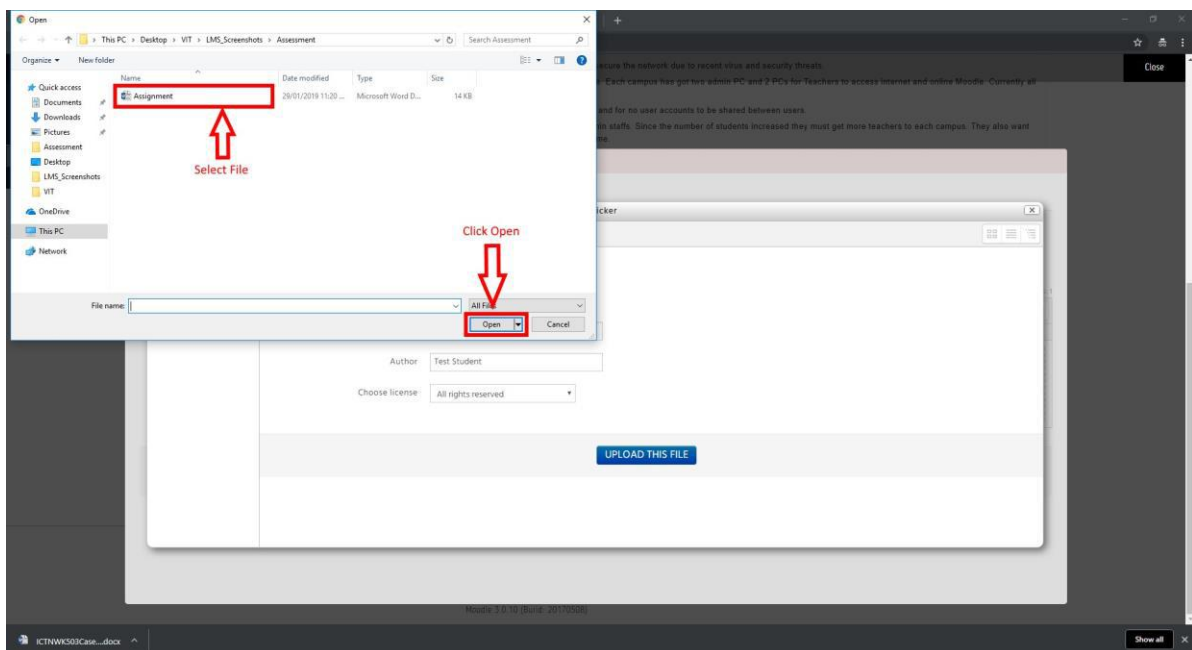 Open
This PC > Desktop > VIT > LMS_Screenshots > Assessment
Search Assessment
Organize
New folder
Close
Name
Date modified
Type
Size
Quick access
Documents
Downloads
Pictures
Assessment
Desktop
LMS_Screenshots
VIT
OneDrive
This PC
Network
Assignment
29/01/2019 11:20 ...
Microsoft Word D...
14 KB
Select File
Click Open
File name:
All Files
Open
Cancel
ecure the network due to recent virus and security threats.
Each campus has got two admin PC and 2 PCs for Teachers to access internet and online Moodle. Currently all
and for no user accounts to be shared between users.
in staffs. Since the number of students increased they must get more teachers to each campus. They also want
icker
Author
Test Student
Choose license
All rights reserved
UPLOAD THIS FILE
Moodle 3.0.10 (Build: 20170508)
ICTNWK503Case....docx
Show all